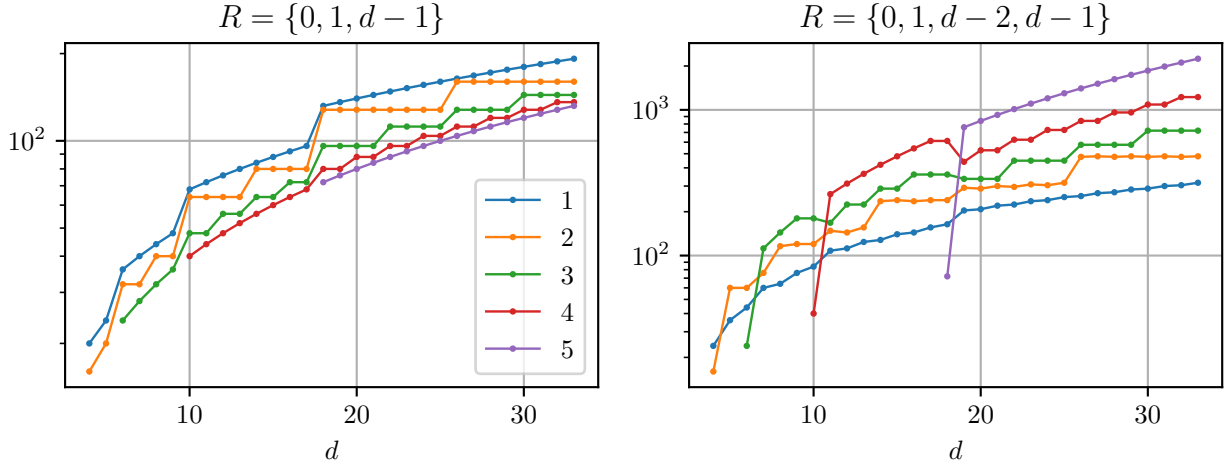 R = {0, 1, d − 1}
10²
10 20 30
d
1
2
3
4
5
R = {0, 1, d − 2, d − 1}
10³
10²
10 20 30
d